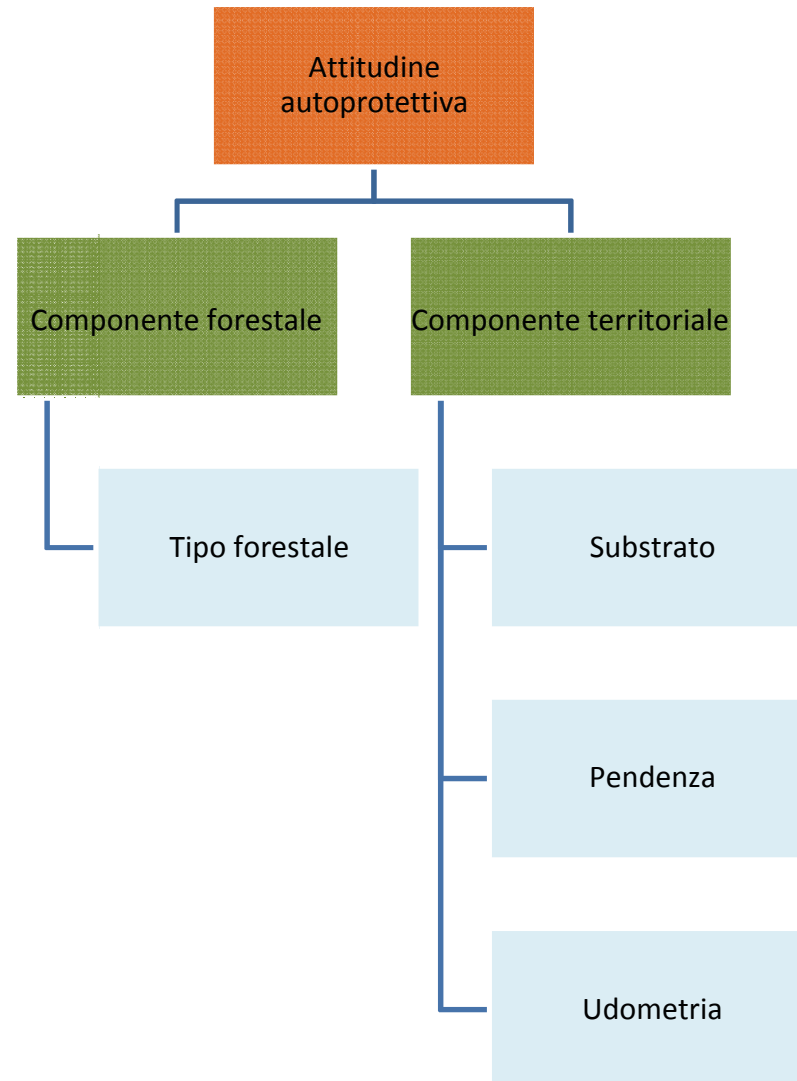 Attitudine
autoprotettiva
Componente forestale
Componente territoriale
Tipo forestale
Substrato
Pendenza
Udometria